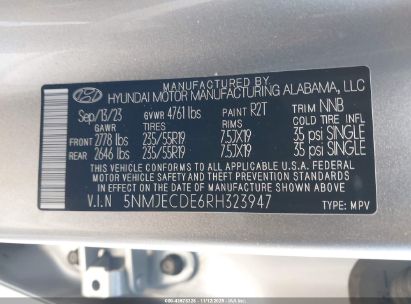 HYUNDAI MOTOR MANUFACTURING ALABAMA, LLC
Sep/13/23 GVWR 4761 lbs PAINT R2T TRIM NNB
GAWR TIRES RIMS COLD TIRE INFL
FRONT 2778 lbs 235/55R19 7.5JX19 35 psi SINGLE
REAR 2646 lbs 235/55R19 7.5JX19 35 psi SINGLE
THIS VEHICLE CONFORMS TO ALL APPLICABLE U.S.A. FEDERAL
MOTOR VEHICLE SAFETY, BUMPER, AND THEFT PREVENTION
STANDARDS IN EFFECT ON THE DATE OF MANUFACTURE
SHOWN ABOVE.
V.I.N 5NMJECDE6RH323947 TYPE: MPV